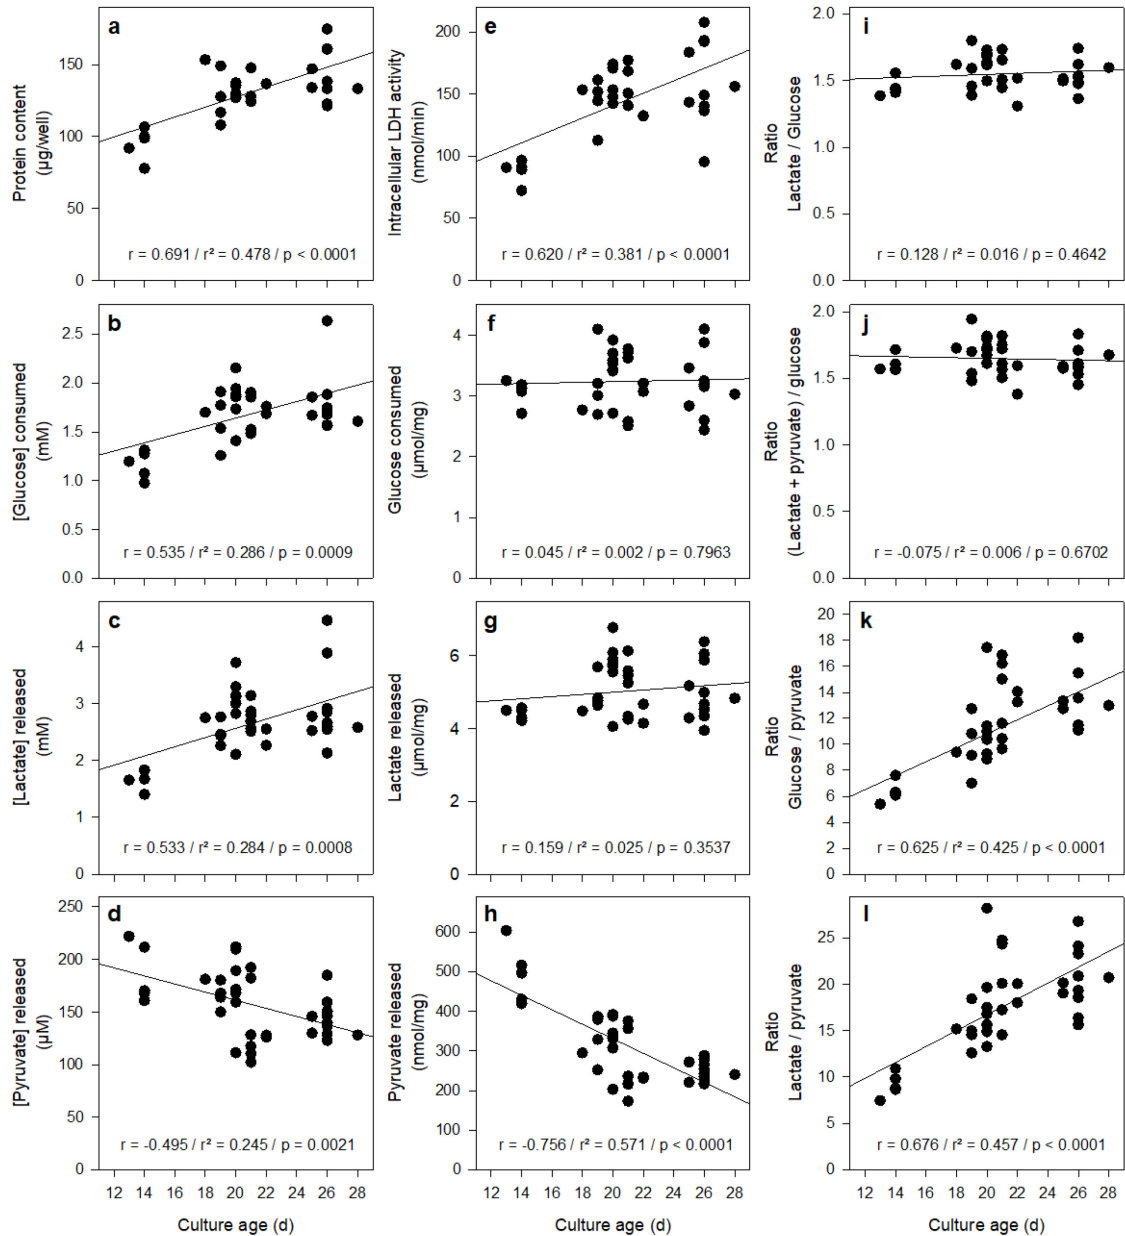 a
Protein content
(µg/well)
150
100
50
0
r = 0.691 / r² = 0.478 / p < 0.0001
e
Intracellular LDH activity
(nmol/min)
200
150
100
50
0
r = 0.620 / r² = 0.381 / p < 0.0001
i
Ratio
Lactate / Glucose
2.0
1.5
1.0
0.5
0.0
r = 0.128 / r² = 0.016 / p = 0.4642
b
[Glucose] consumed
(mM)
2.5
2.0
1.5
1.0
0.5
0.0
r = 0.535 / r² = 0.286 / p = 0.0009
f
Glucose consumed
(µmol/mg)
4
3
2
1
0
r = 0.045 / r² = 0.002 / p = 0.7963
j
Ratio
(Lactate + pyruvate) / glucose
2.0
1.5
1.0
0.5
0.0
r = -0.075 / r² = 0.006 / p = 0.6702
c
[Lactate] released
(mM)
4
3
2
1
0
r = 0.533 / r² = 0.284 / p = 0.0008
g
Lactate released
(µmol/mg)
6
4
2
0
r = 0.159 / r² = 0.025 / p = 0.3537
k
Ratio
Glucose / pyruvate
20
18
16
14
12
10
8
6
4
2
0
r = 0.625 / r² = 0.425 / p < 0.0001
d
[Pyruvate] released
(µM)
250
200
150
100
50
0
r = -0.495 / r² = 0.245 / p = 0.0021
12 14 16 18 20 22 24 26 28
Culture age (d)
h
Pyruvate released
(nmol/mg)
600
500
400
300
200
100
0
r = -0.756 / r² = 0.571 / p < 0.0001
12 14 16 18 20 22 24 26 28
Culture age (d)
l
Ratio
Lactate / pyruvate
25
20
15
10
5
0
r = 0.676 / r² = 0.457 / p < 0.0001
12 14 16 18 20 22 24 26 28
Culture age (d)